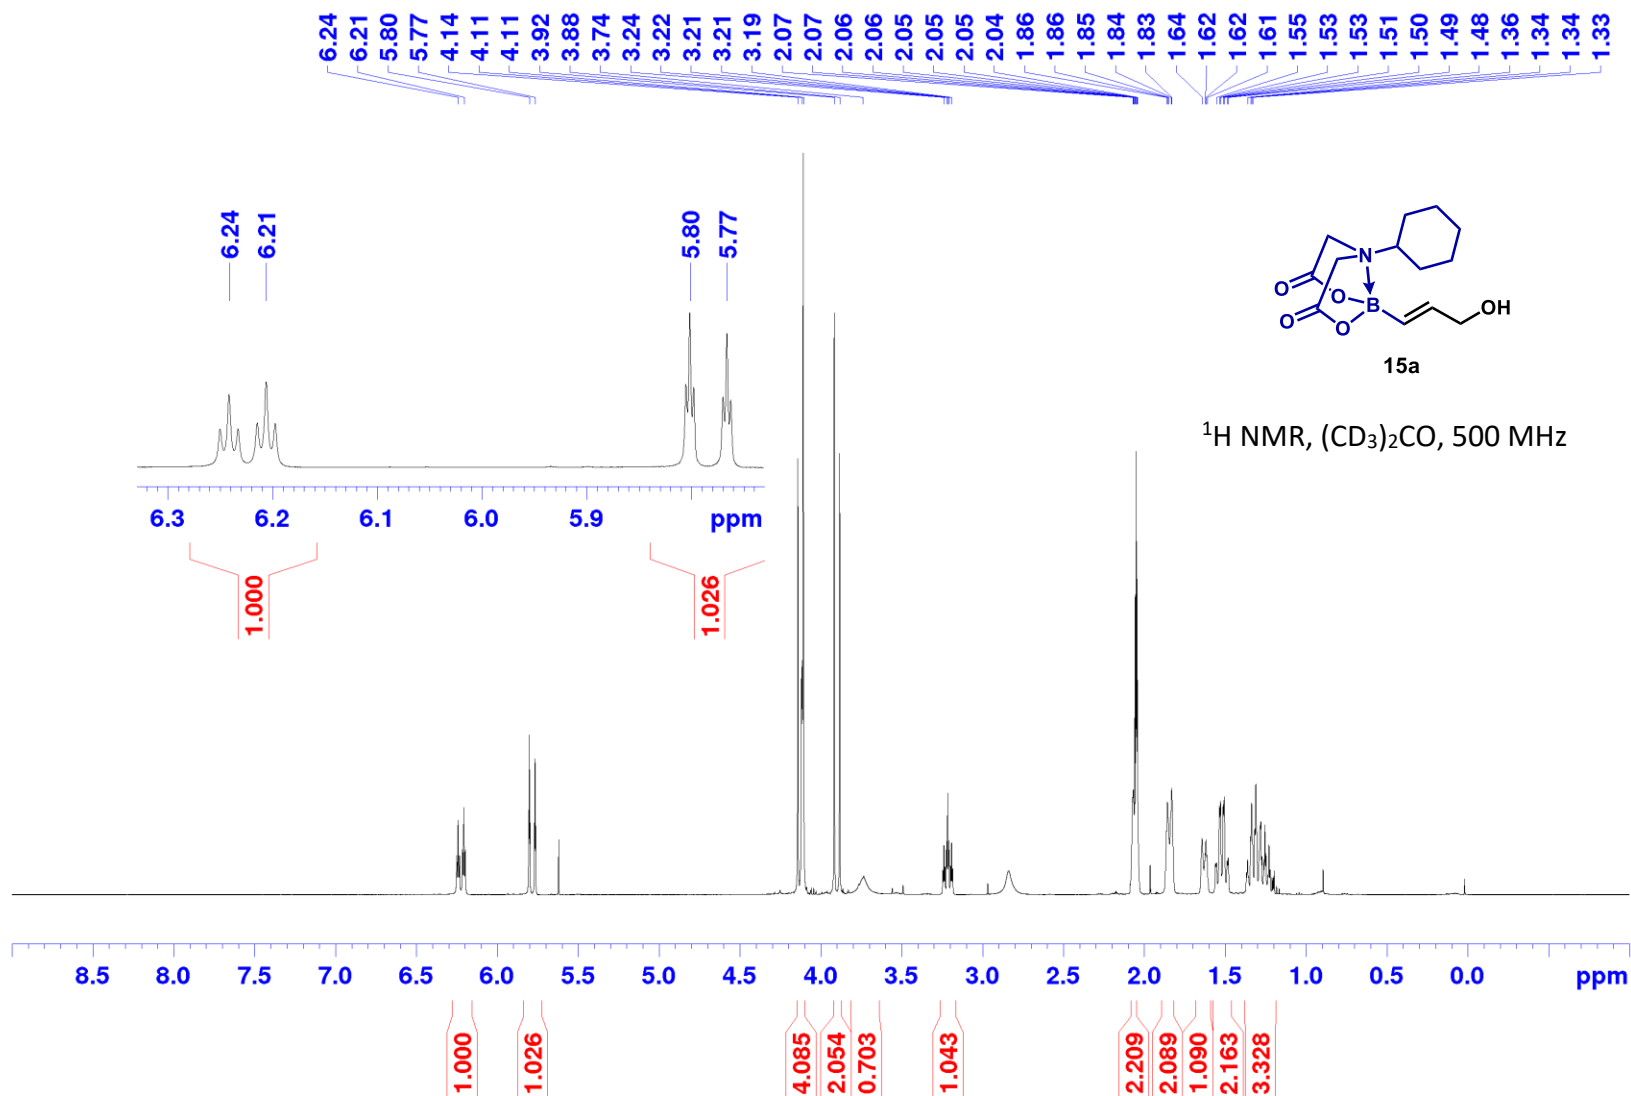 6.24 6.21 5.80 5.77 4.14 4.11 4.11 3.92 3.88 3.74 3.24 3.22 3.21 3.21 3.19 2.07 2.07 2.06 2.06 2.05 2.05 2.05 2.04 1.86 1.86 1.85 1.84 1.83 1.64 1.62 1.62 1.61 1.55 1.53 1.53 1.51 1.50 1.49 1.48 1.36 1.34 1.34 1.33
6.24 6.21 5.80 5.77
N
O O B OH
O O
15a
¹H NMR, (CD₃)₂CO, 500 MHz
6.3 6.2 6.1 6.0 5.9 ppm
1.000 1.026
8.5 8.0 7.5 7.0 6.5 6.0 5.5 5.0 4.5 4.0 3.5 3.0 2.5 2.0 1.5 1.0 0.5 0.0 ppm
1.000 1.026 4.085 2.054 0.703 1.043 2.209 2.089 1.090 2.163 3.328